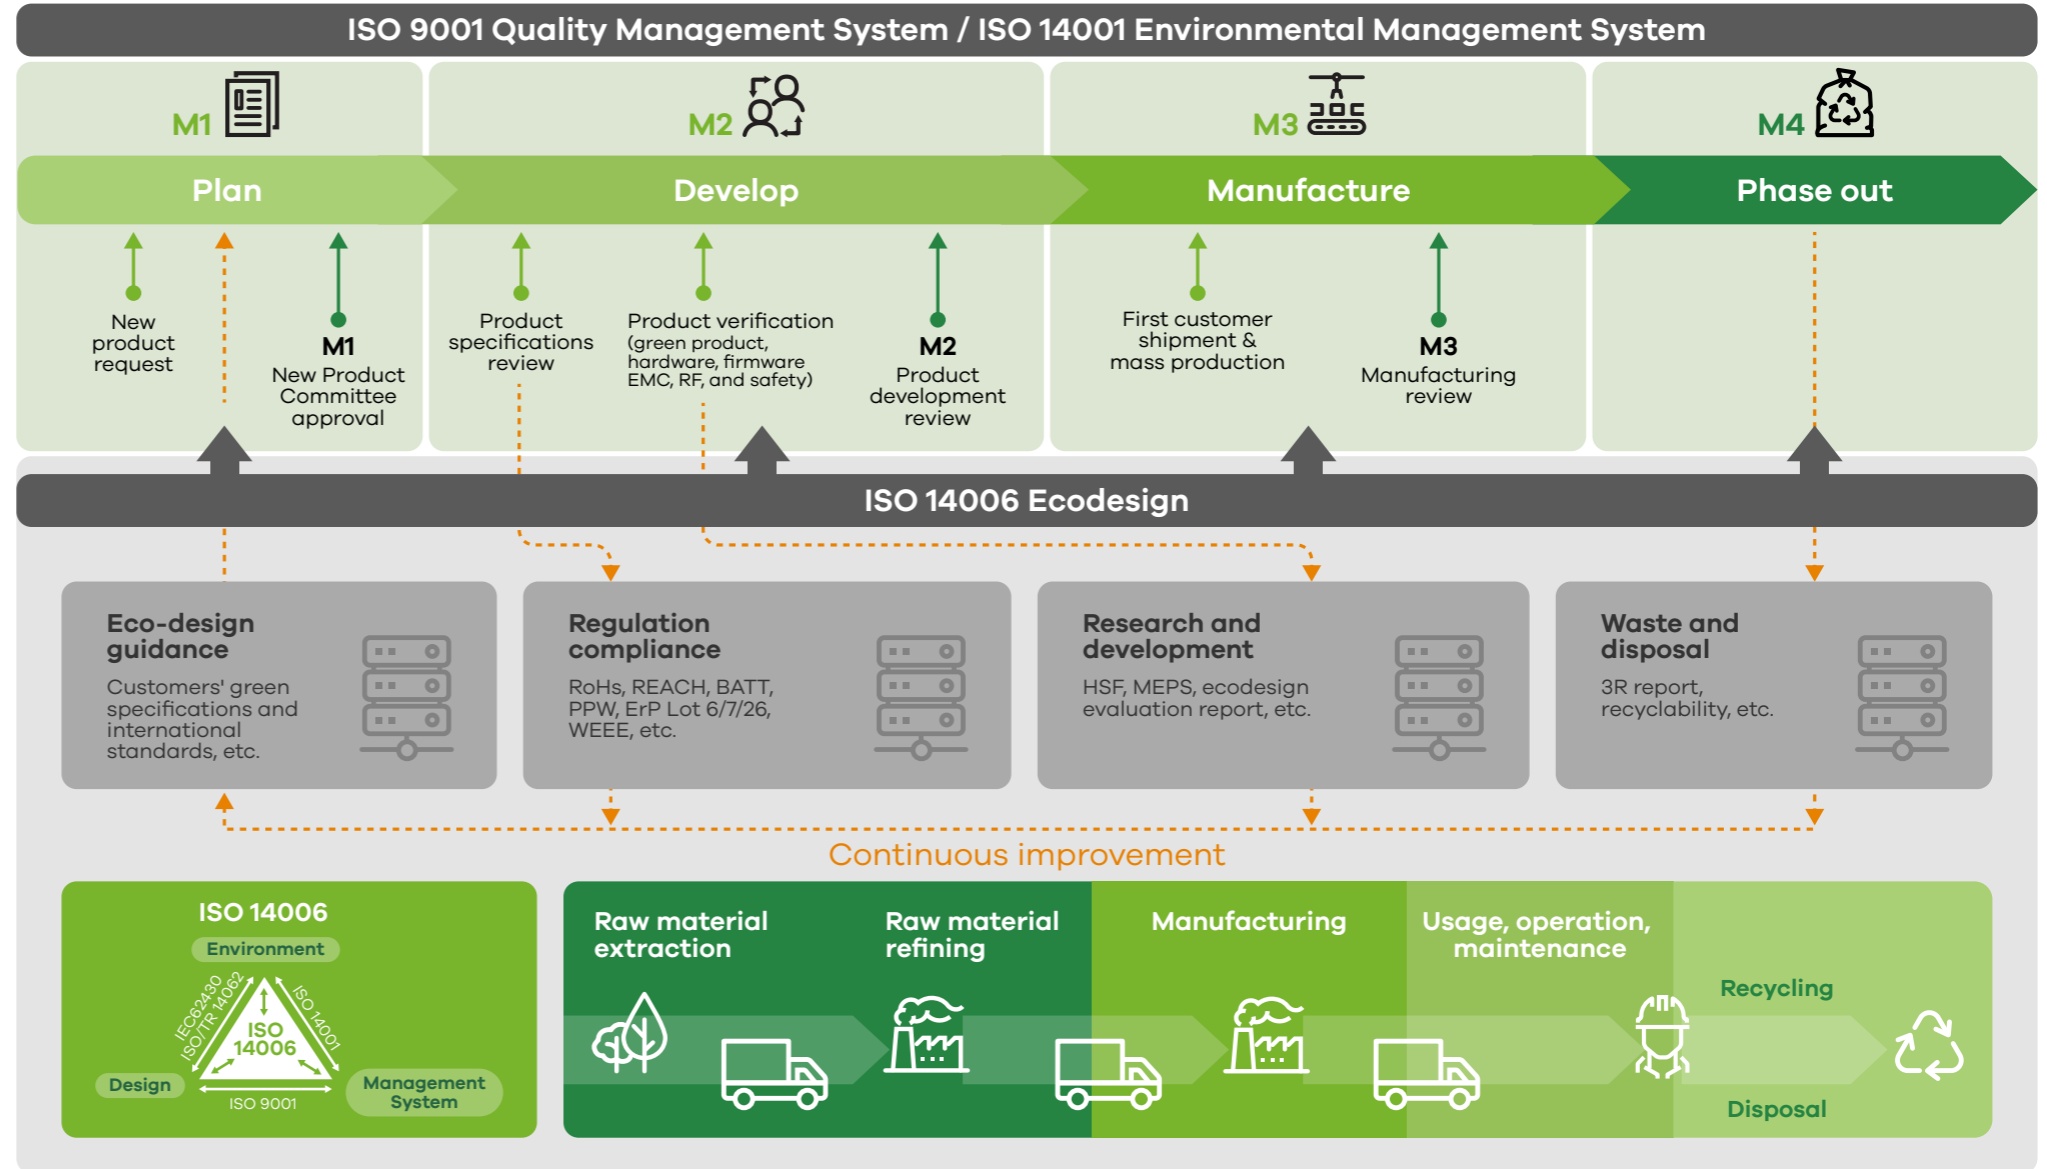 ISO 9001 Quality Management System / ISO 14001 Environmental Management System
M1
M2
M3
M4
Plan
Develop
Manufacture
Phase out
New
product
request
M1
New Product
Committee
approval
Product
specifications
review
Product verification
(green product,
hardware, firmware
EMC, RF, and safety)
M2
Product
development
review
First customer
shipment &
mass production
M3
Manufacturing
review
ISO 14006 Ecodesign
Eco-design
guidance
Customers' green
specifications and
international
standards, etc.
Regulation
compliance
RoHs, REACH, BATT,
PPW, ErP Lot 6/7/26,
WEEE, etc.
Research and
development
HSF, MEPS, ecodesign
evaluation report, etc.
Waste and
disposal
3R report,
recyclability, etc.
Continuous improvement
ISO 14006
Environment
IEC62430
ISO/TR 14062
ISO 14001
ISO
14006
Design
Management
System
ISO 9001
Raw material
extraction
Raw material
refining
Manufacturing
Usage, operation,
maintenance
Recycling
Disposal